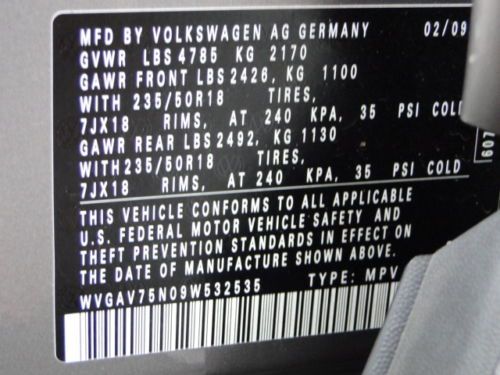 MFD BY VOLKSWAGEN AG GERMANY 02/09
GVWR LBS 4785 KG 2170
GAWR FRONT LBS 2426, KG 1100
WITH 235/50R18 TIRES,
7JX18 RIMS, AT 240 KPA, 35 PSI COLD
GAWR REAR LBS 2492, KG 1130
WITH 235/50R18 TIRES,
7JX18 RIMS, AT 240 KPA, 35 PSI COLD
THIS VEHICLE CONFORMS TO ALL APPLICABLE
U.S. FEDERAL MOTOR VEHICLE SAFETY AND
THEFT PREVENTION STANDARDS IN EFFECT ON
THE DATE OF MANUFACTURE SHOWN ABOVE.
WVGAV75N09W532535 TYPE: MPV